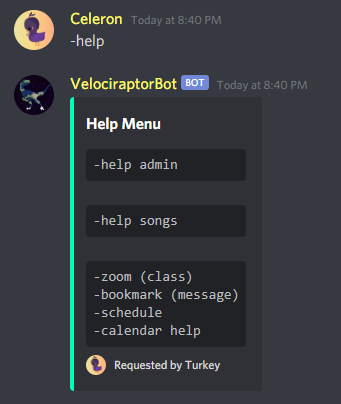 Celeron Today at 8:40 PM
-help
VelociraptorBot BOT Today at 8:40 PM
Help Menu
-help admin
-help songs
-zoom (class)
-bookmark (message)
-schedule
-calendar help
Requested by Turkey